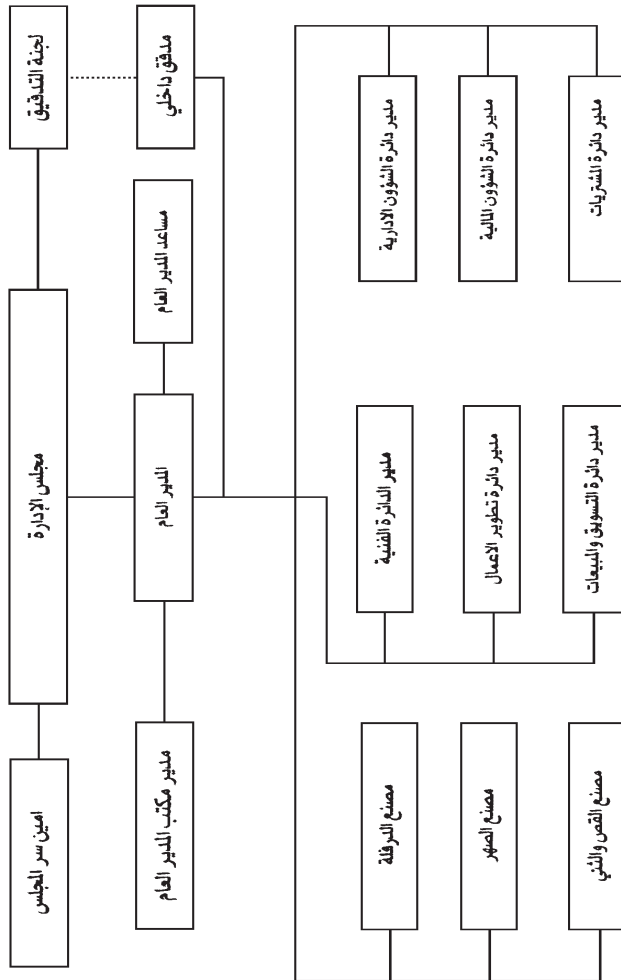 لجنة التدقيق
مجلس الإدارة
امين سر المجلس
مدقق داخلي
مساعد المدير العام
المدير العام
مدير مكتب المدير العام
مدير دائرة الشؤون الادارية
مدير دائرة الشؤون المالية
مدير دائرة المشتريات
مدير الدائرة الفنية
مدير دائرة تطوير الاعمال
مدير دائرة التسويق والمبيعات
مصنع الدرفلة
مصنع الصهر
مصنع القص والثني